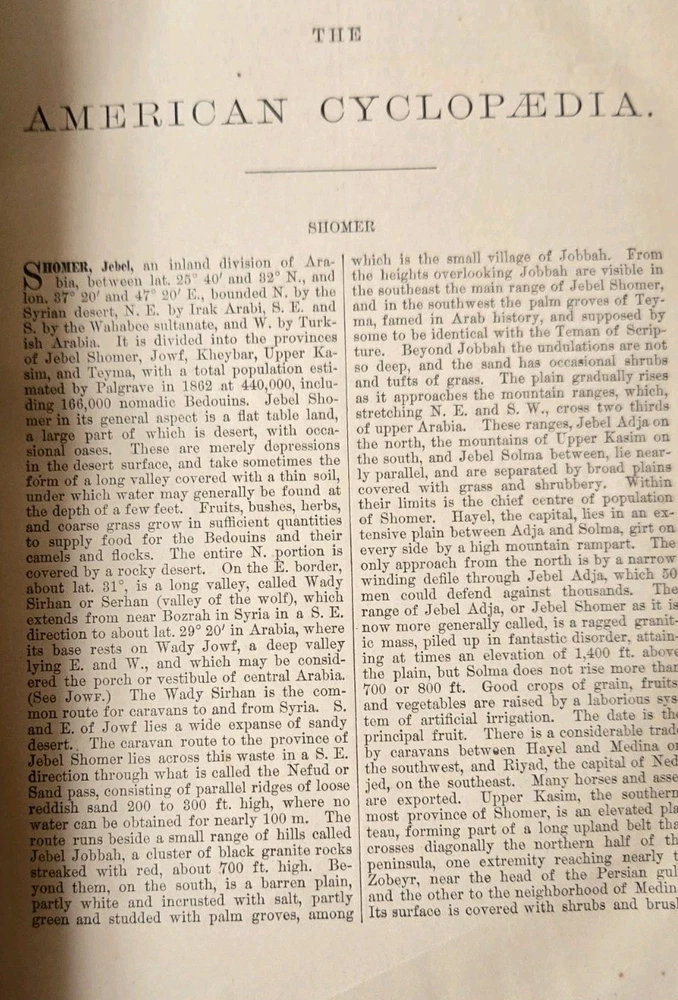 THE
AMERICAN CYCLOPÆDIA.
SHOMER
SHOMER, Jebel, an inland division of Ara-
bia, between lat. 25° 40′ and 32° N., and
lon. 37° 20′ and 47° 20′ E., bounded N. by the
Syrian desert, N. E. by Irak Arabi, S. E. and
S. by the Wahabee sultanate, and W. by Turk-
ish Arabia. It is divided into the provinces
of Jebel Shomer, Jowf, Kheybar, Upper Ka-
sim, and Teyma, with a total population esti-
mated by Palgrave in 1862 at 440,000, inclu-
ding 166,000 nomadic Bedouins. Jebel Sho-
mer in its general aspect is a flat table land,
a large part of which is desert, with occa-
sional oases. These are merely depressions
in the desert surface, and take sometimes the
form of a long valley covered with a thin soil,
under which water may generally be found at
the depth of a few feet. Fruits, bushes, herbs,
and coarse grass grow in sufficient quantities
to supply food for the Bedouins and their
camels and flocks. The entire N. portion is
covered by a rocky desert. On the E. border,
about lat. 31°, is a long valley, called Wady
Sirhan or Serhan (valley of the wolf), which
extends from near Bozrah in Syria in a S. E.
direction to about lat. 29° 20′ in Arabia, where
its base rests on Wady Jowf, a deep valley
lying E. and W., and which may be consid-
ered the porch or vestibule of central Arabia.
(See JOWF.) The Wady Sirhan is the com-
mon route for caravans to and from Syria. S.
and E. of Jowf lies a wide expanse of sandy
desert. The caravan route to the province of
Jebel Shomer lies across this waste in a S. E.
direction through what is called the Nefud or
Sand pass, consisting of parallel ridges of loose
reddish sand 200 to 300 ft. high, where no
water can be obtained for nearly 100 m. The
route runs beside a small range of hills called
Jebel Jobbah, a cluster of black granite rocks
streaked with red, about 700 ft. high. Be-
yond them, on the south, is a barren plain,
partly white and incrusted with salt, partly
green and studded with palm groves, among
which is the small village of Jobbah. From
the heights overlooking Jobbah are visible in
the southeast the main range of Jebel Shomer,
and in the southwest the palm groves of Tey-
ma, famed in Arab history, and supposed by
some to be identical with the Teman of Scrip-
ture. Beyond Jobbah the undulations are not
so deep, and the sand has occasional shrubs
and tufts of grass. The plain gradually rises
as it approaches the mountain ranges, which,
stretching N. E. and S. W., cross two thirds
of upper Arabia. These ranges, Jebel Adja on
the north, the mountains of Upper Kasim on
the south, and Jebel Solma between, lie near-
ly parallel, and are separated by broad plains
covered with grass and shrubbery. Within
their limits is the chief centre of population
of Shomer. Hayel, the capital, lies in an ex-
tensive plain between Adja and Solma, girt on
every side by a high mountain rampart. The
only approach from the north is by a narrow
winding defile through Jebel Adja, which 50
men could defend against thousands. The
range of Jebel Adja, or Jebel Shomer as it is
now more generally called, is a ragged granit-
ic mass, piled up in fantastic disorder, attain-
ing at times an elevation of 1,400 ft. above
the plain, but Solma does not rise more than
700 or 800 ft. Good crops of grain, fruits
and vegetables are raised by a laborious sys-
tem of artificial irrigation. The date is the
principal fruit. There is a considerable trade
by caravans between Hayel and Medina on
the southwest, and Riyad, the capital of Ned-
jed, on the southeast. Many horses and asse
are exported. Upper Kasim, the southern
most province of Shomer, is an elevated pla
teau, forming part of a long upland belt tha
crosses diagonally the northern half of th
peninsula, one extremity reaching nearly t
Zobeyr, near the head of the Persian gul
and the other to the neighborhood of Medin
Its surface is covered with shrubs and brush